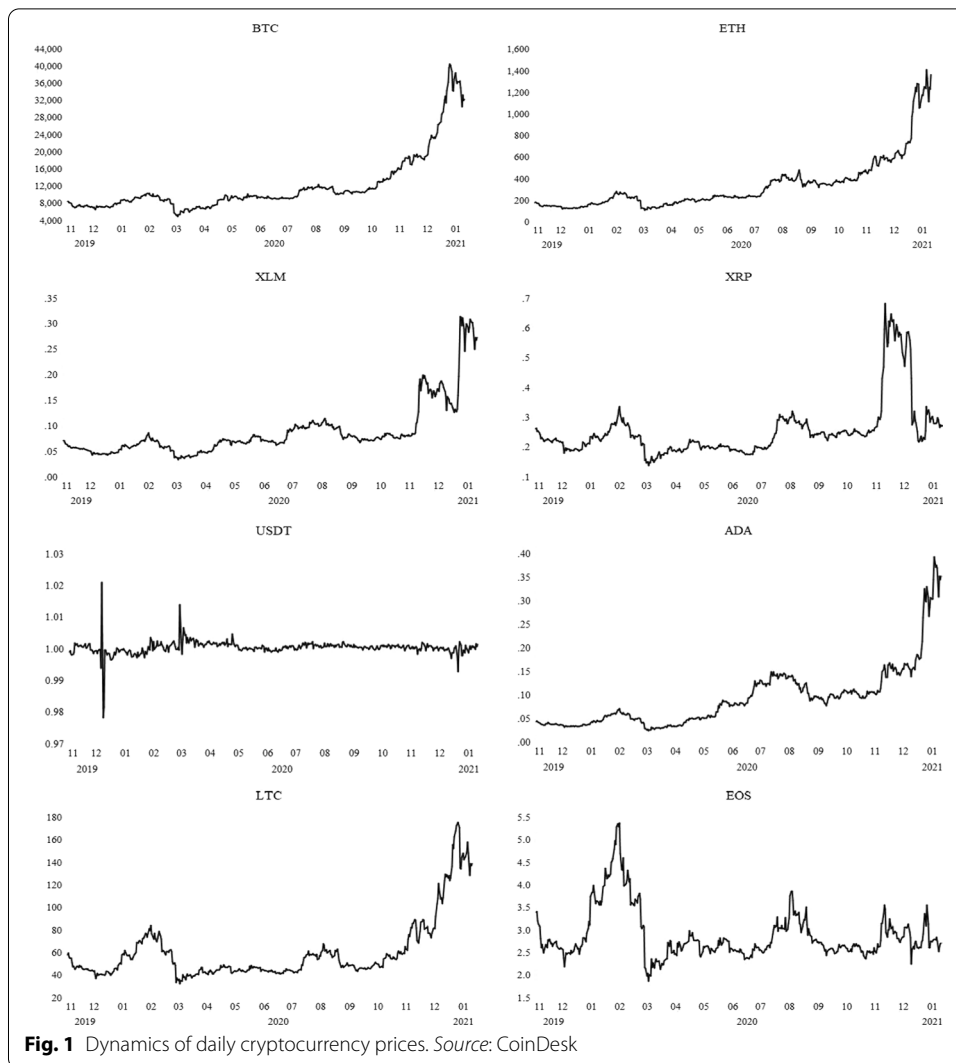 BTC
44,000
40,000
36,000
32,000
28,000
24,000
20,000
16,000
12,000
8,000
4,000
11 12 01 02 03 04 05 06 07 08 09 10 11 12 01
2019 2020 2021
ETH
1,600
1,400
1,200
1,000
800
600
400
200
0
11 12 01 02 03 04 05 06 07 08 09 10 11 12 01
2019 2020 2021
XLM
.35
.30
.25
.20
.15
.10
.05
.00
11 12 01 02 03 04 05 06 07 08 09 10 11 12 01
2019 2020 2021
XRP
.7
.6
.5
.4
.3
.2
.1
11 12 01 02 03 04 05 06 07 08 09 10 11 12 01
2019 2020 2021
USDT
1.03
1.02
1.01
1.00
0.99
0.98
0.97
11 12 01 02 03 04 05 06 07 08 09 10 11 12 01
2019 2020 2021
ADA
.40
.35
.30
.25
.20
.15
.10
.05
.00
11 12 01 02 03 04 05 06 07 08 09 10 11 12 01
2019 2020 2021
LTC
180
160
140
120
100
80
60
40
20
11 12 01 02 03 04 05 06 07 08 09 10 11 12 01
2019 2020 2021
EOS
5.5
5.0
4.5
4.0
3.5
3.0
2.5
2.0
1.5
11 12 01 02 03 04 05 06 07 08 09 10 11 12 01
2019 2020 2021
Fig. 1 Dynamics of daily cryptocurrency prices. Source: CoinDesk